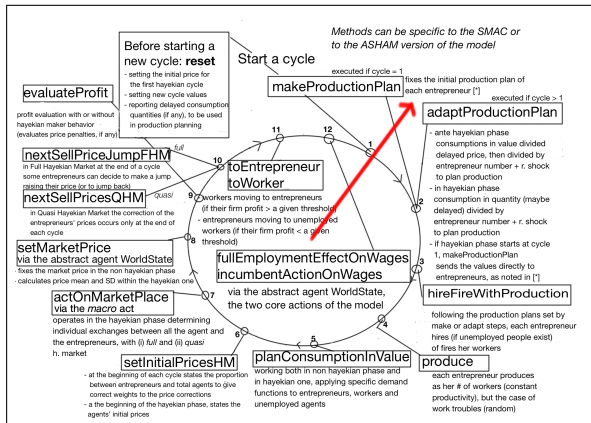 Methods can be specific to the SMAC or
to the ASHAM version of the model
Before starting a
new cycle: reset
- setting the initial price for
the first hayekian cycle
- setting new cycle values
- reporting delayed consumption
quantities (if any), to be used
in production planning
Start a cycle
executed if cycle = 1
makeProductionPlan
fixes the initial production plan of
each entrepreneur [*]
executed if cycle > 1
adaptProductionPlan
- ante hayekian phase
consumptions in value divided
delayed price, then divided by
entrepreneur number + r. shock
to plan production
- in hayekian phase
consumption in quantity (maybe
delayed) divided by
entrepreneur number + r. shock
to plan production
- if hayekian phase starts at cycle
1, makeProductionPlan
sends the values directly to
entrepreneurs, as noted in [*]
hireFireWithProduction
following the production plans set by
make or adapt steps, each entrepreneur
hires (if unemployed people exist)
of fires her workers
produce
each entrepreneur produces
as her # of workers (constant
productivity), but the case of
work troubles (random)
planConsumptionInValue
working both in non hayekian phase and
in hayekian one, applying specific demand
functions to entrepreneurs, workers and
unemployed agents
setInitialPricesHM
- at the beginning of each cycle states the proportion
between entrepreneurs and total agents to give
correct weights to the price corrections
- a the beginning of the hayekian phase, states the
agents' initial prices
actOnMarketPlace
via the macro act
operates in the hayekian phase determining
individual exchanges between all the agent and
the entrepreneurs, with (i) full and (ii) quasi
h. market
setMarketPrice
via the abstract agent WorldState
- fixes the market price in the non hayekian phase
- calculates price mean and SD within the hayekian one
nextSellPricesQHM
quasi
in Quasi Hayekian Market the correction of the
entrepreneurs' prices occurs only at the end of
each cycle
nextSellPriceJumpFHM
full
in Full Hayekian Market at the end of a cycle
some entrepreneurs can decide to make a jump
raising their price (or to jump back)
evaluateProfit
profit evaluation with or without
hayekian maker behavior
(evaluates price penalties, if any)
toEntrepreneur
toWorker
- workers moving to entrepreneurs
(if their firm profit > a given threshold)
- entrepreneurs moving to unemployed
workers (if their firm profit < a given
threshold)
fullEmploymentEffectOnWages
incumbentActionOnWages
via the abstract agent WorldState,
the two core actions of the model
1
2
3
4
5
6
7
8
9
10
11
12